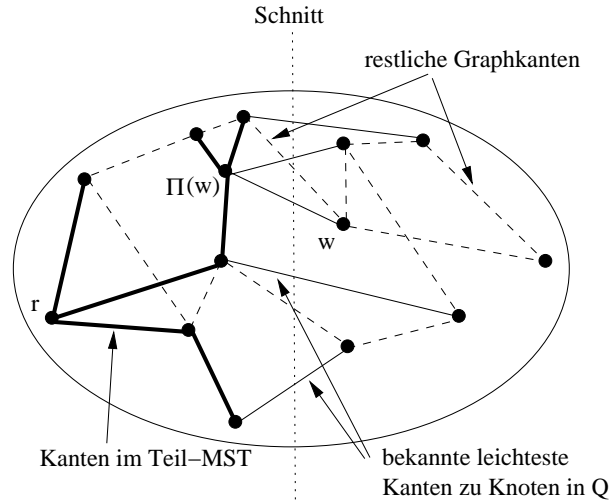 Schnitt
restliche Graphkanten
Π(w)
w
r
Kanten im Teil−MST
bekannte leichteste
Kanten zu Knoten in Q